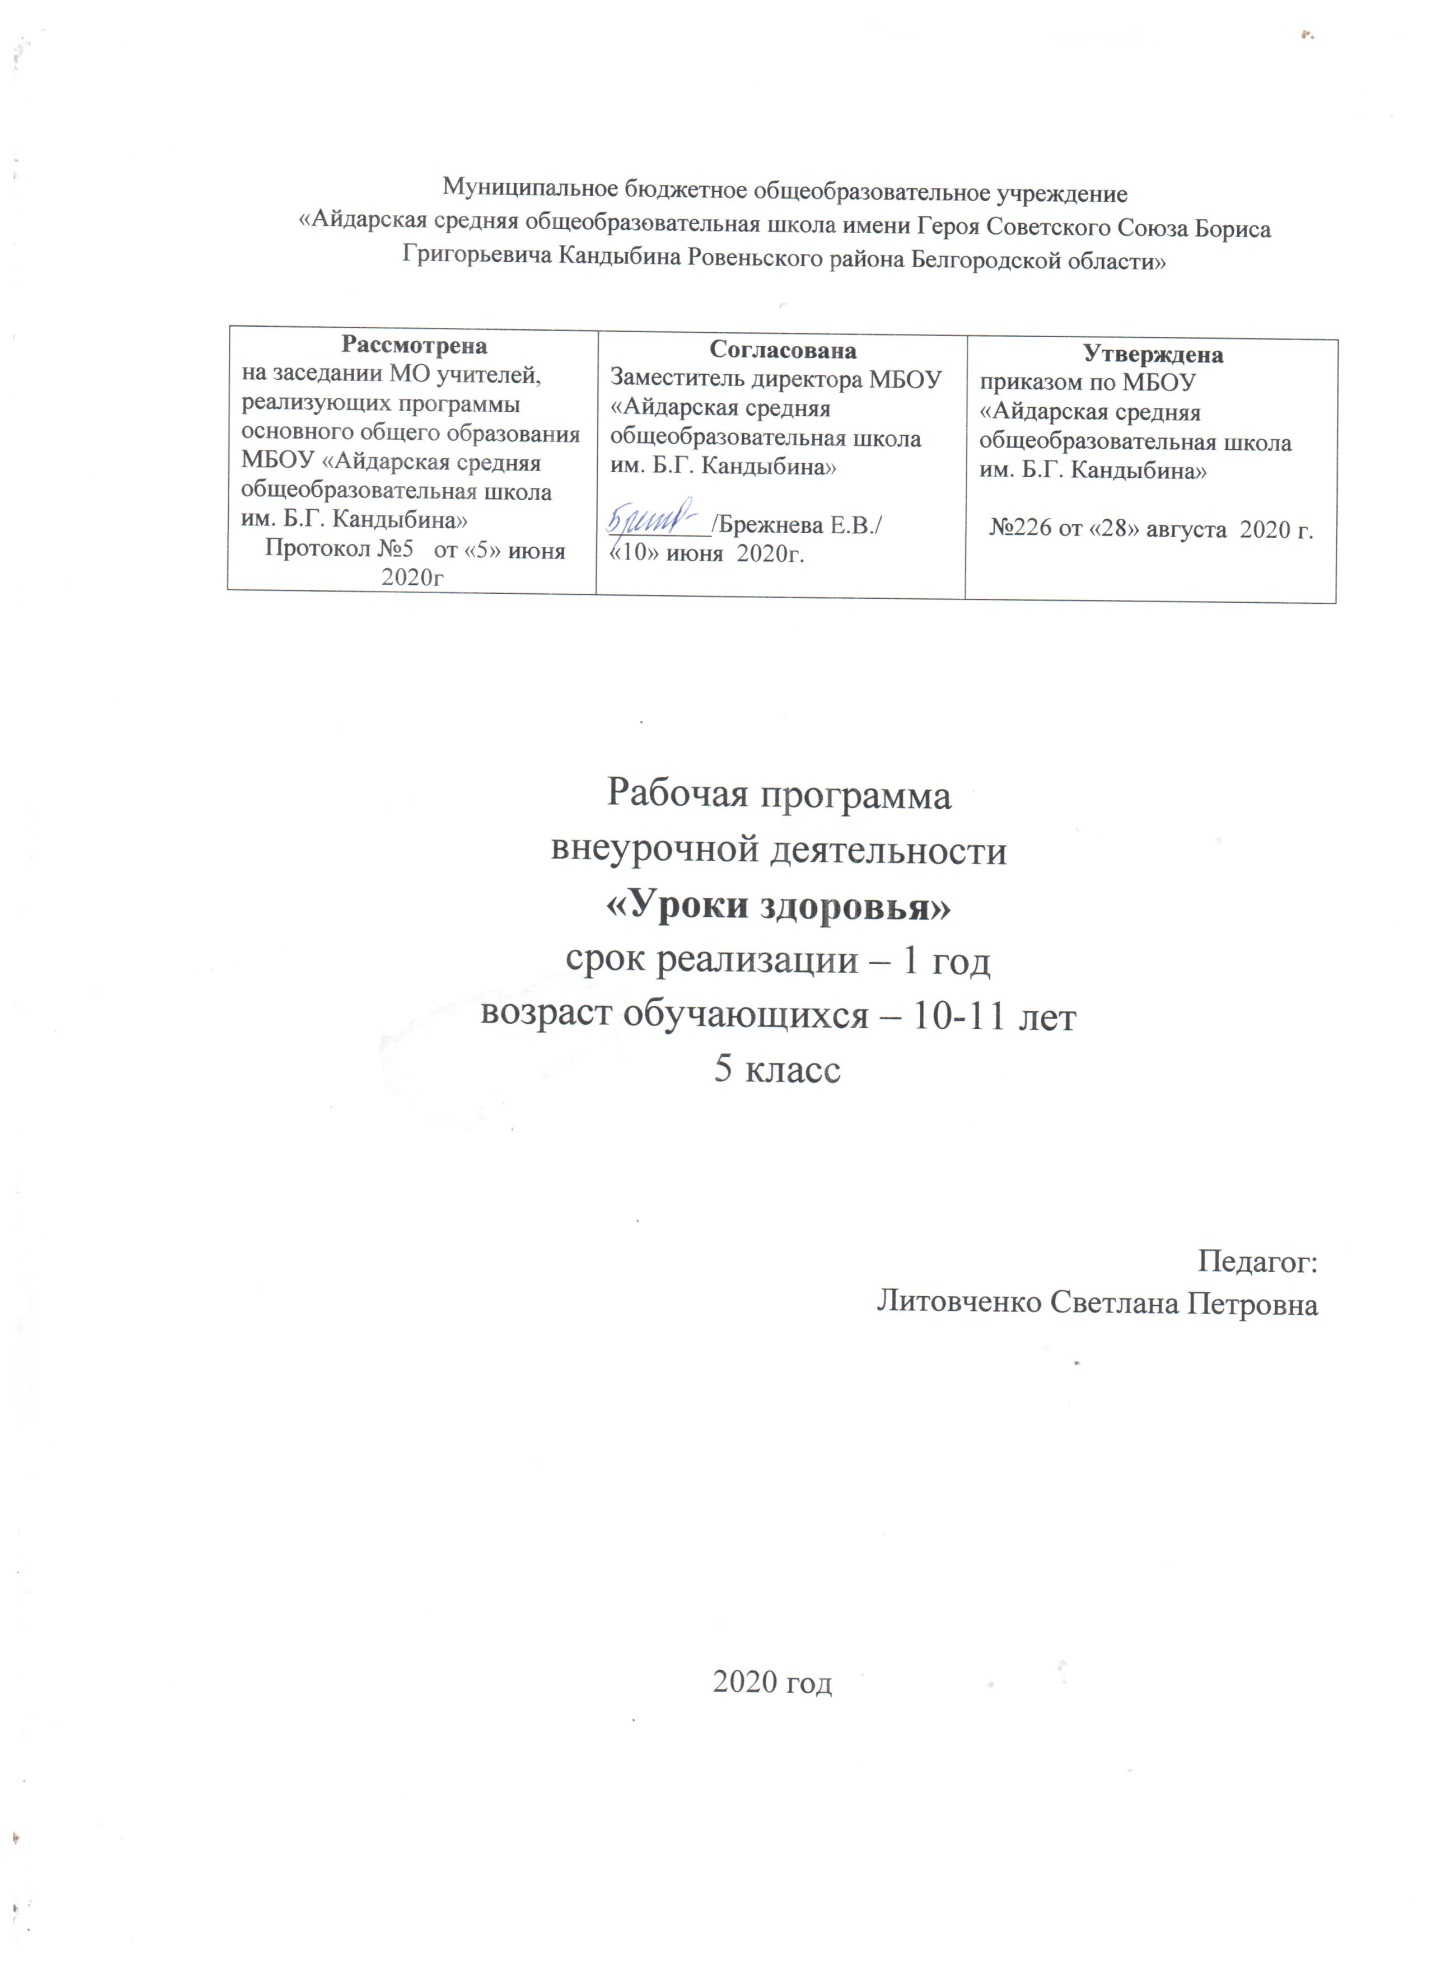 Муниципальное бюджетное общеобразовательное учреждение
«Айдарская средняя общеобразовательная школа имени Героя Советского Союза Бориса
Григорьевича Кандыбина Ровеньского района Белгородской области»
Рассмотрена
на заседании МО учителей,
реализующих программы
основного общего образования
МБОУ «Айдарская средняя
общеобразовательная школа
им. Б.Г. Кандыбина»
Протокол №5 от «5» июня
2020г
Согласована
Заместитель директора МБОУ
«Айдарская средняя
общеобразовательная школа
им. Б.Г. Кандыбина»
________/Брежнева Е.В./
«10» июня 2020г.
Утверждена
приказом по МБОУ
«Айдарская средняя
общеобразовательная школа
им. Б.Г. Кандыбина»
№226 от «28» августа 2020 г.
Рабочая программа
внеурочной деятельности
«Уроки здоровья»
срок реализации – 1 год
возраст обучающихся – 10-11 лет
5 класс
Педагог:
Литовченко Светлана Петровна
2020 год